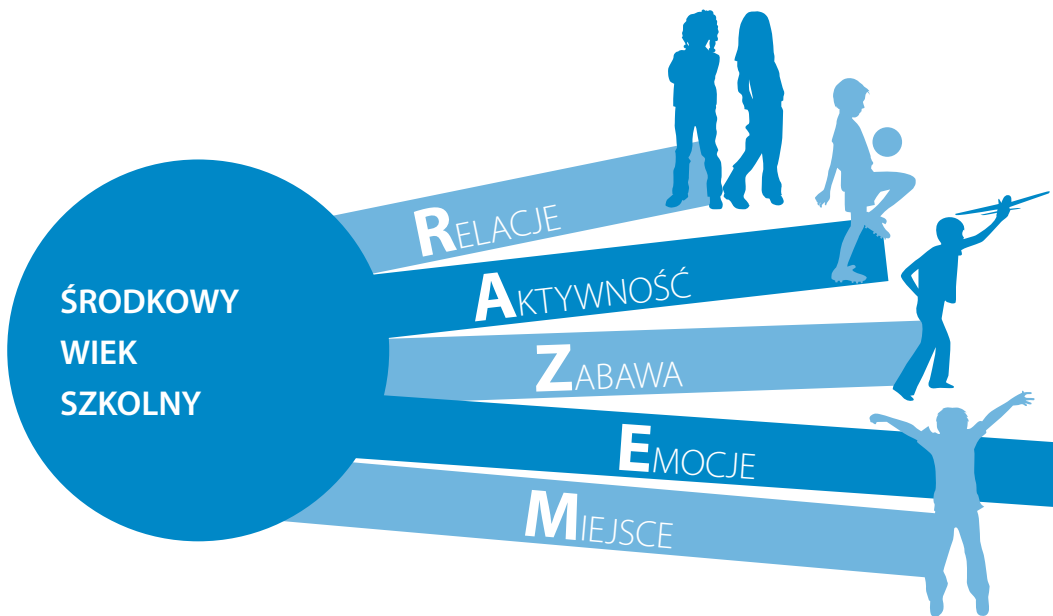 ŚRODKOWY
WIEK
SZKOLNY
RELACJE
AKTYWNOŚĆ
ZABAWA
EMOCJE
MIEJSCE